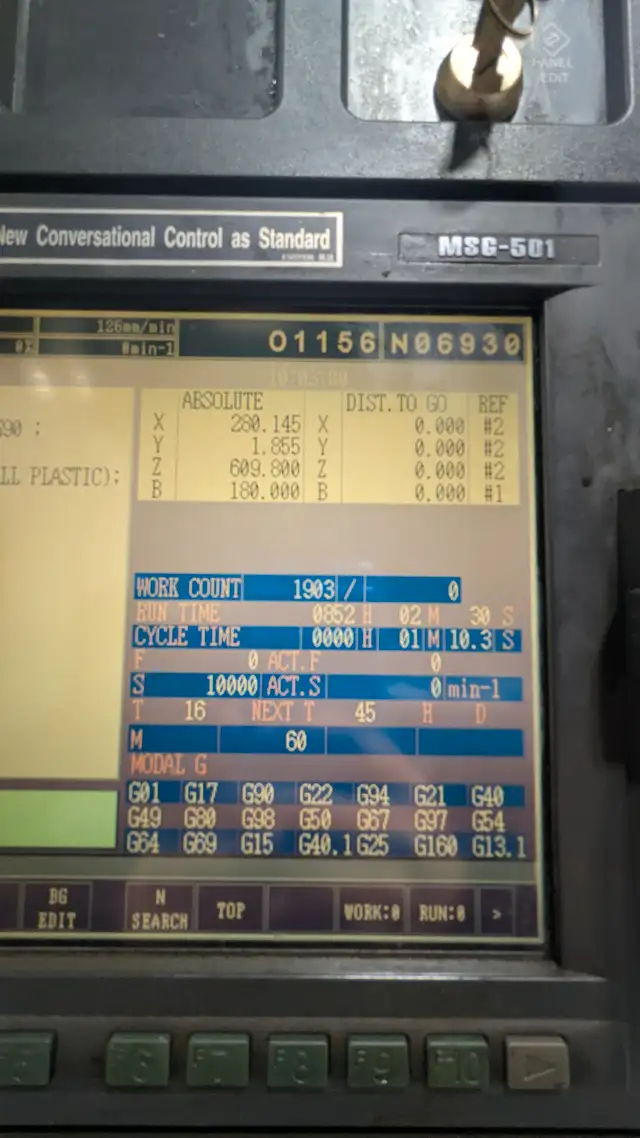 PANEL
EDIT
New Conversational Control as Standard
MSG-501
126mm/min
0% 0min-1
O1156 N06930
ABSOLUTE DIST.TO GO REF
G90 : X 280.145 X 0.000 #2
Y 1.855 Y 0.000 #2
LL PLASTIC); Z 609.800 Z 0.000 #2
B 180.000 B 0.000 #1
WORK COUNT 1903 / 0
RUN TIME 0852 H 02 M 30 S
CYCLE TIME 0000 H 01 M 10.3 S
F 0 ACT.F 0
S 10000 ACT.S 0 min-1
T 16 NEXT T 45 H D
M 60
MODAL G
G01 G17 G90 G22 G94 G21 G40
G49 G80 G98 G50 G67 G97 G54
G64 G69 G15 G40.1 G25 G160 G13.1
BG EDIT N SEARCH TOP WORK:0 RUN:0 >
F6 F7 F8 F9 F10